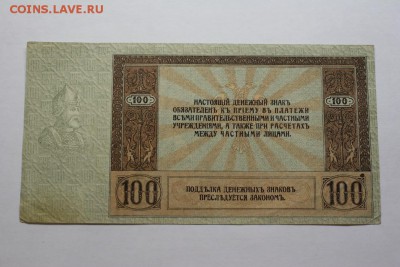 COINS.LAVE.RU
НАСТОЯЩІЙ ДЕНЕЖНЫЙ ЗНАКЪ
ОБЯЗАТЕЛЕНЪ КЪ ПРІЕМУ ВЪ ПЛАТЕЖИ
ВСѢМИ ПРАВИТЕЛЬСТВЕННЫМИ И ЧАСТНЫМИ
УЧРЕЖДЕНІЯМИ, А ТАКЖЕ ПРИ РАСЧЕТАХЪ
МЕЖДУ ЧАСТНЫМИ ЛИЦАМИ.
100 100
100 100
ПОДДѢЛКА ДЕНЕЖНЫХЪ ЗНАКОВЪ
ПРЕСЛѢДУЕТСЯ ЗАКОНОМЪ.